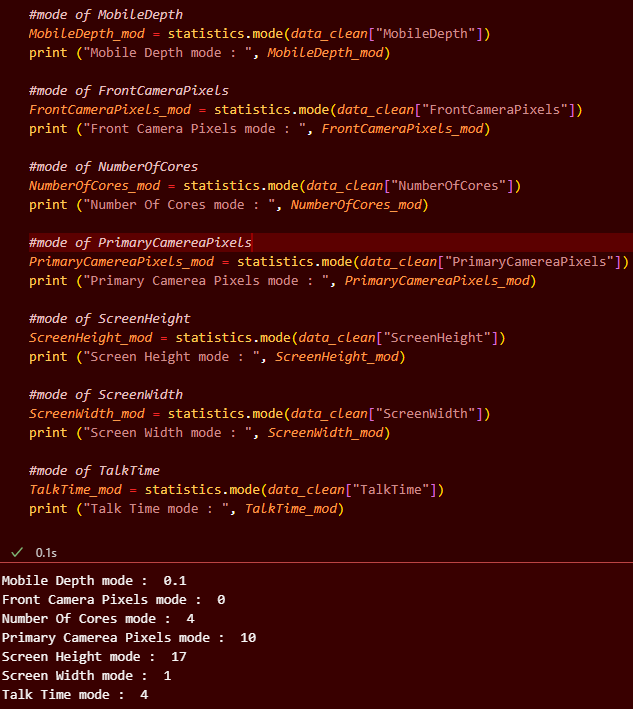 #mode of MobileDepth
MobileDepth_mod = statistics.mode(data_clean["MobileDepth"])
print ("Mobile Depth mode : ", MobileDepth_mod)
#mode of FrontCameraPixels
FrontCameraPixels_mod = statistics.mode(data_clean["FrontCameraPixels"])
print ("Front Camera Pixels mode : ", FrontCameraPixels_mod)
#mode of NumberOfCores
NumberOfCores_mod = statistics.mode(data_clean["NumberOfCores"])
print ("Number Of Cores mode : ", NumberOfCores_mod)
#mode of PrimaryCamereaPixels
PrimaryCamereaPixels_mod = statistics.mode(data_clean["PrimaryCamereaPixels"])
print ("Primary Camerea Pixels mode : ", PrimaryCamereaPixels_mod)
#mode of ScreenHeight
ScreenHeight_mod = statistics.mode(data_clean["ScreenHeight"])
print ("Screen Height mode : ", ScreenHeight_mod)
#mode of ScreenWidth
ScreenWidth_mod = statistics.mode(data_clean["ScreenWidth"])
print ("Screen Width mode : ", ScreenWidth_mod)
#mode of TalkTime
TalkTime_mod = statistics.mode(data_clean["TalkTime"])
print ("Talk Time mode : ", TalkTime_mod)
0.1s
Mobile Depth mode :  0.1
Front Camera Pixels mode :  0
Number Of Cores mode :  4
Primary Camerea Pixels mode :  10
Screen Height mode :  17
Screen Width mode :  1
Talk Time mode :  4